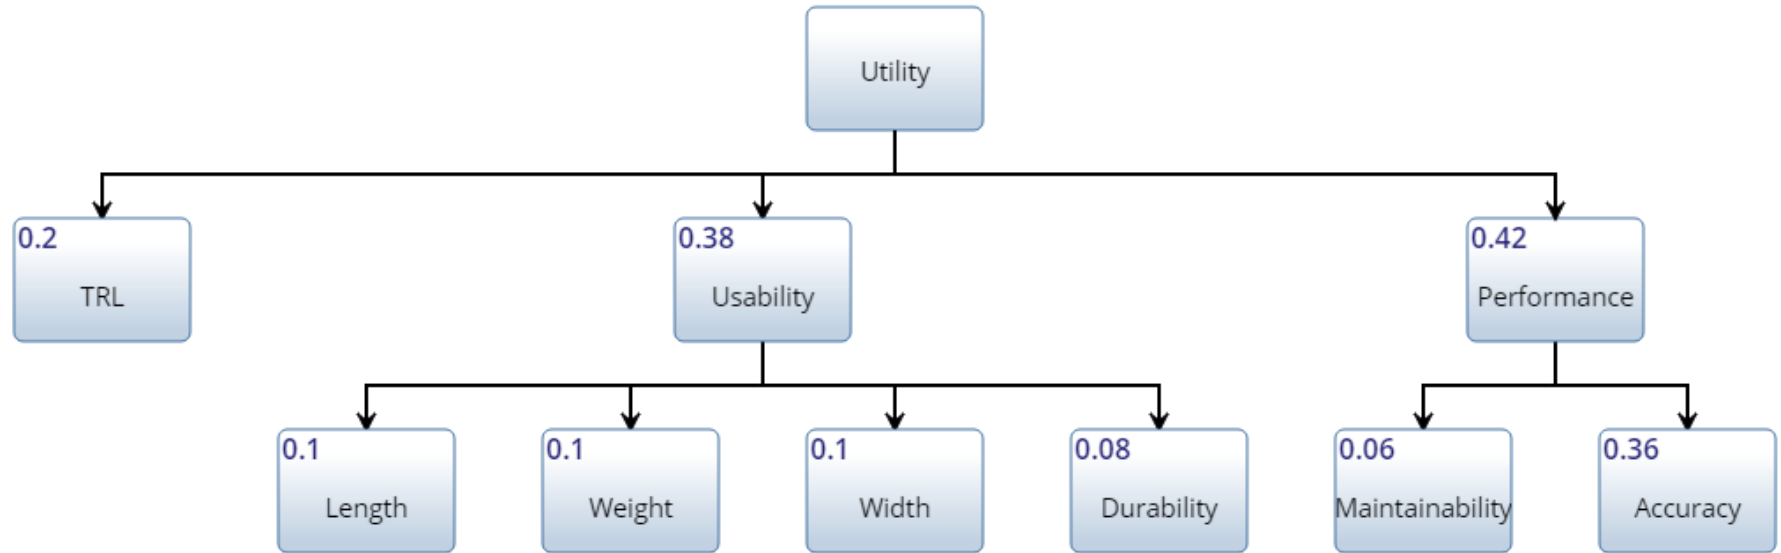 Utility
0.2
TRL
0.38
Usability
0.42
Performance
0.1
Length
0.1
Weight
0.1
Width
0.08
Durability
0.06
Maintainability
0.36
Accuracy